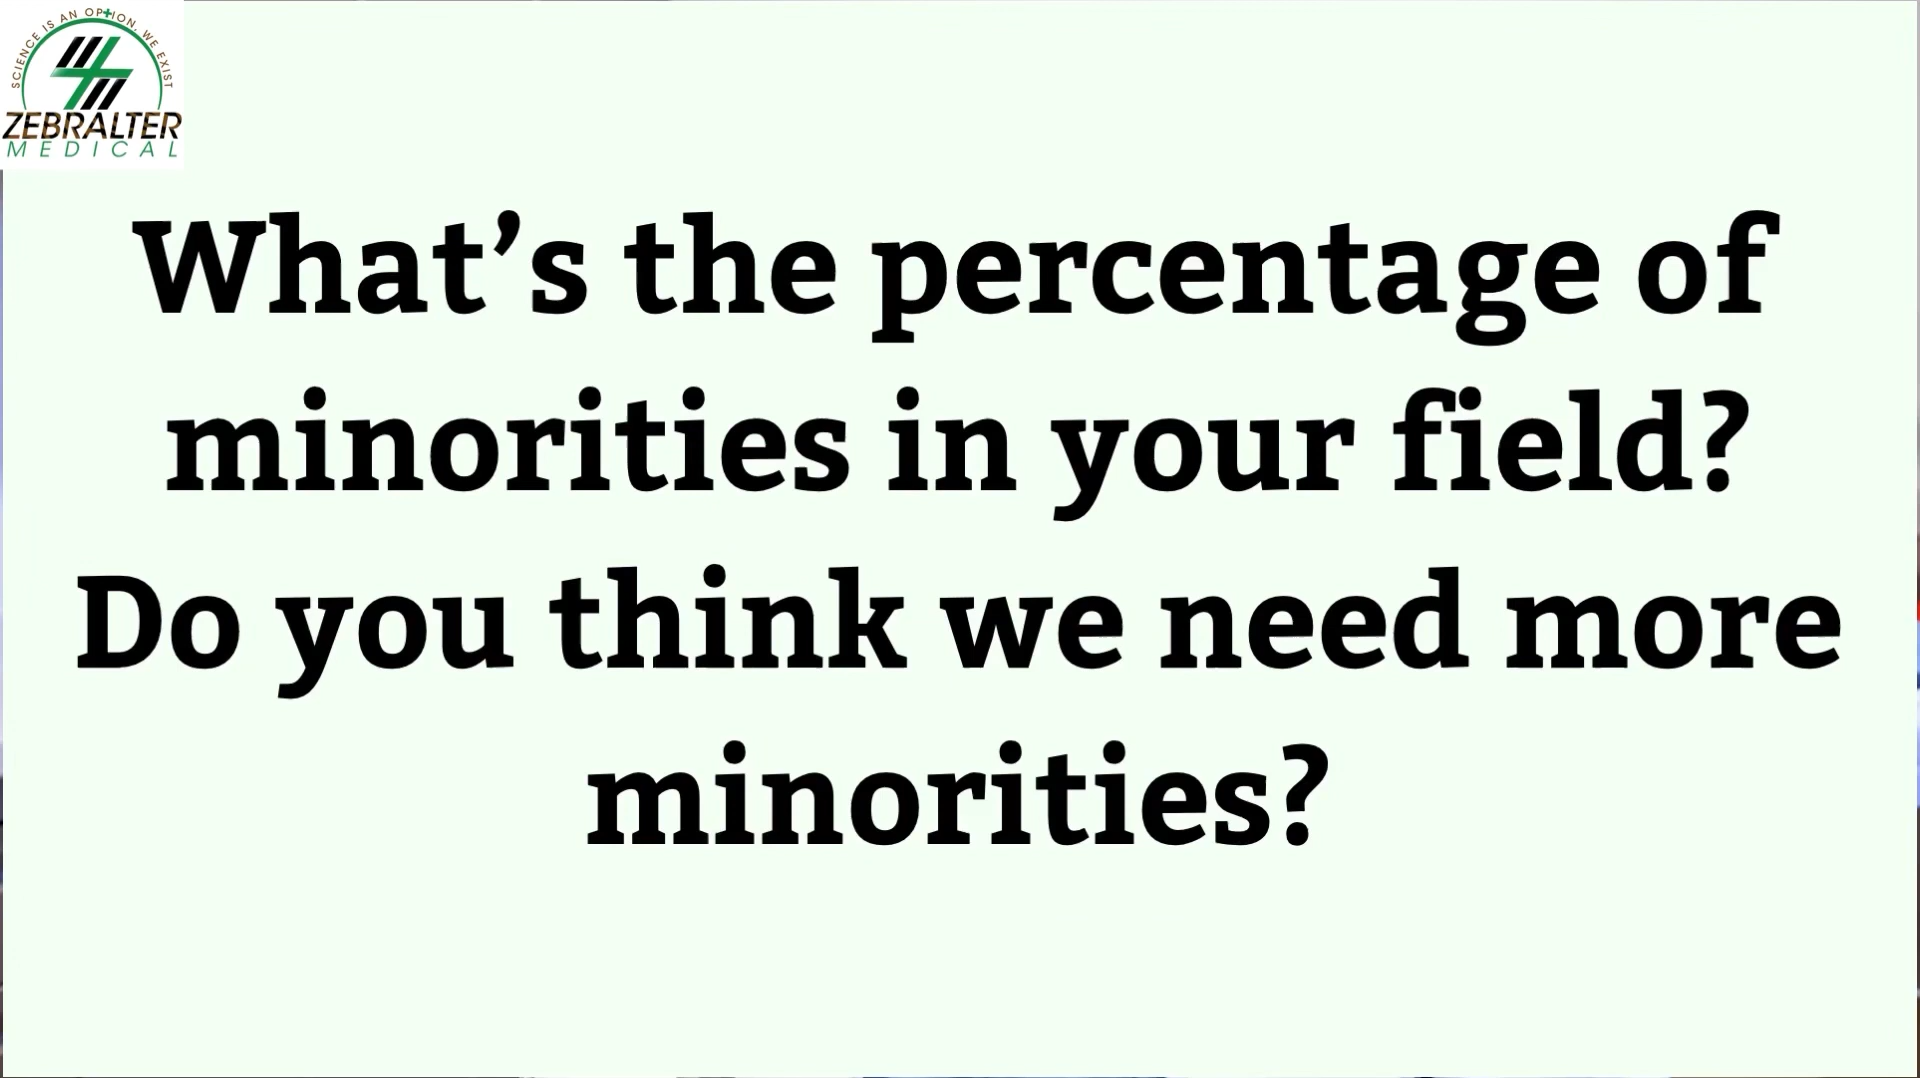 SCIENCE IS AN OPTION, WE EXIST
ZEBRALTER
MEDICAL
What’s the percentage of
minorities in your field?
Do you think we need more
minorities?